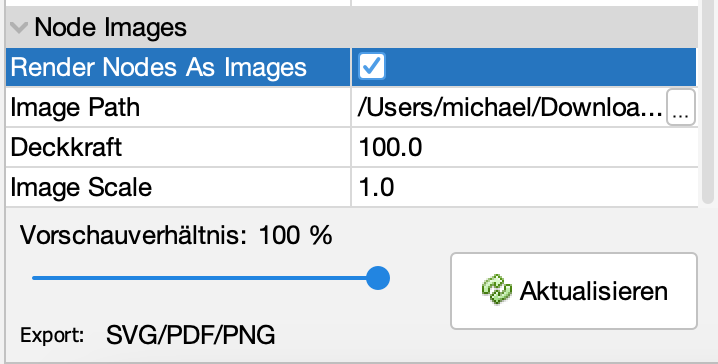 Node Images
Render Nodes As Images
Image Path /Users/michael/Downloa... ...
Deckkraft 100.0
Image Scale 1.0
Vorschauverhältnis: 100 %
Aktualisieren
Export: SVG/PDF/PNG